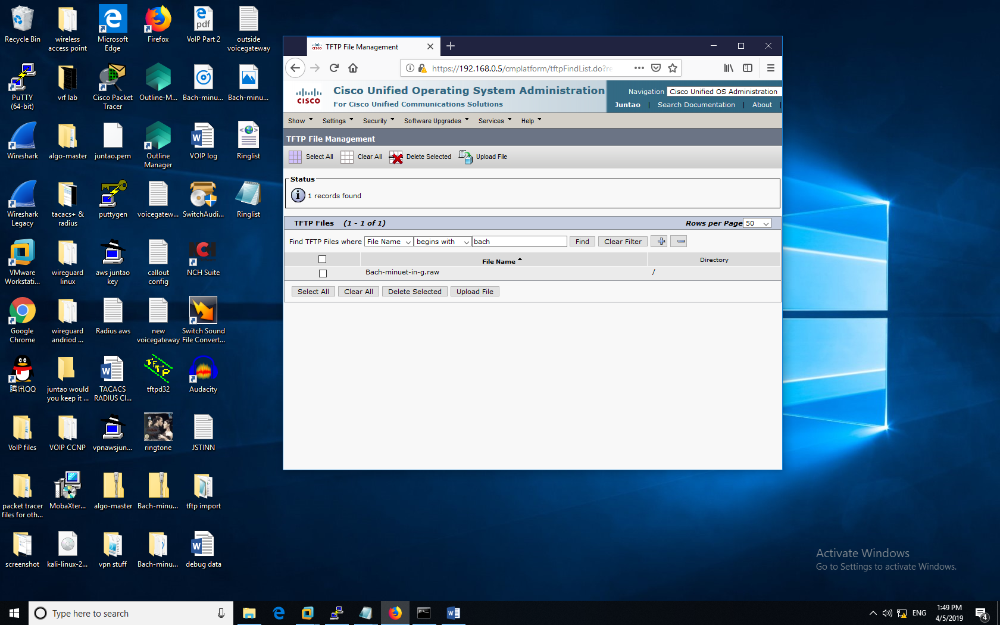 Recycle Bin
wireless access point
Microsoft Edge
Firefox
VoIP Part 2
outside voicegateway
PuTTY (64-bit)
vrf lab
Cisco Packet Tracer
Outline-M...
Bach-minu...
Bach-minu...
Wireshark
algo-master
juntao.pem
Outline Manager
VOIP log
Ringlist
Wireshark Legacy
tacacs+ & radius
puttygen
voicegatew...
SwitchAudi...
Ringlist
VMware Workstati...
wireguard linux
aws juntao key
callout config
NCH Suite
Google Chrome
wireguard andriod ...
Radius aws
new voicegateway
Switch Sound File Convert...
腾讯QQ
juntao would you keep it ...
TACACS RADIUS CI...
tftpd32
Audacity
VoIP files
VOIP CCNP
vpnawsjun...
ringtone
JSTINN
packet tracer files for oth...
MobaXter...
algo-master
Bach-minu...
tftp import
screenshot
kali-linux-2...
vpn stuff
Bach-minu...
debug data
TFTP File Management
https://192.168.0.5/cmplatform/tftpFindList.do?re
CISCO
Cisco Unified Operating System Administration
For Cisco Unified Communications Solutions
Navigation Cisco Unified OS Administration
Juntao | Search Documentation | About |
Show Settings Security Software Upgrades Services Help
TFTP File Management
Select All Clear All Delete Selected Upload File
Status
1 records found
TFTP Files (1 - 1 of 1) Rows per Page 50
Find TFTP Files where File Name begins with bach Find Clear Filter
File Name Directory
Bach-minuet-in-g.raw /
Select All Clear All Delete Selected Upload File
Activate Windows
Go to Settings to activate Windows.
Type here to search
ENG
1:49 PM
4/5/2019
4